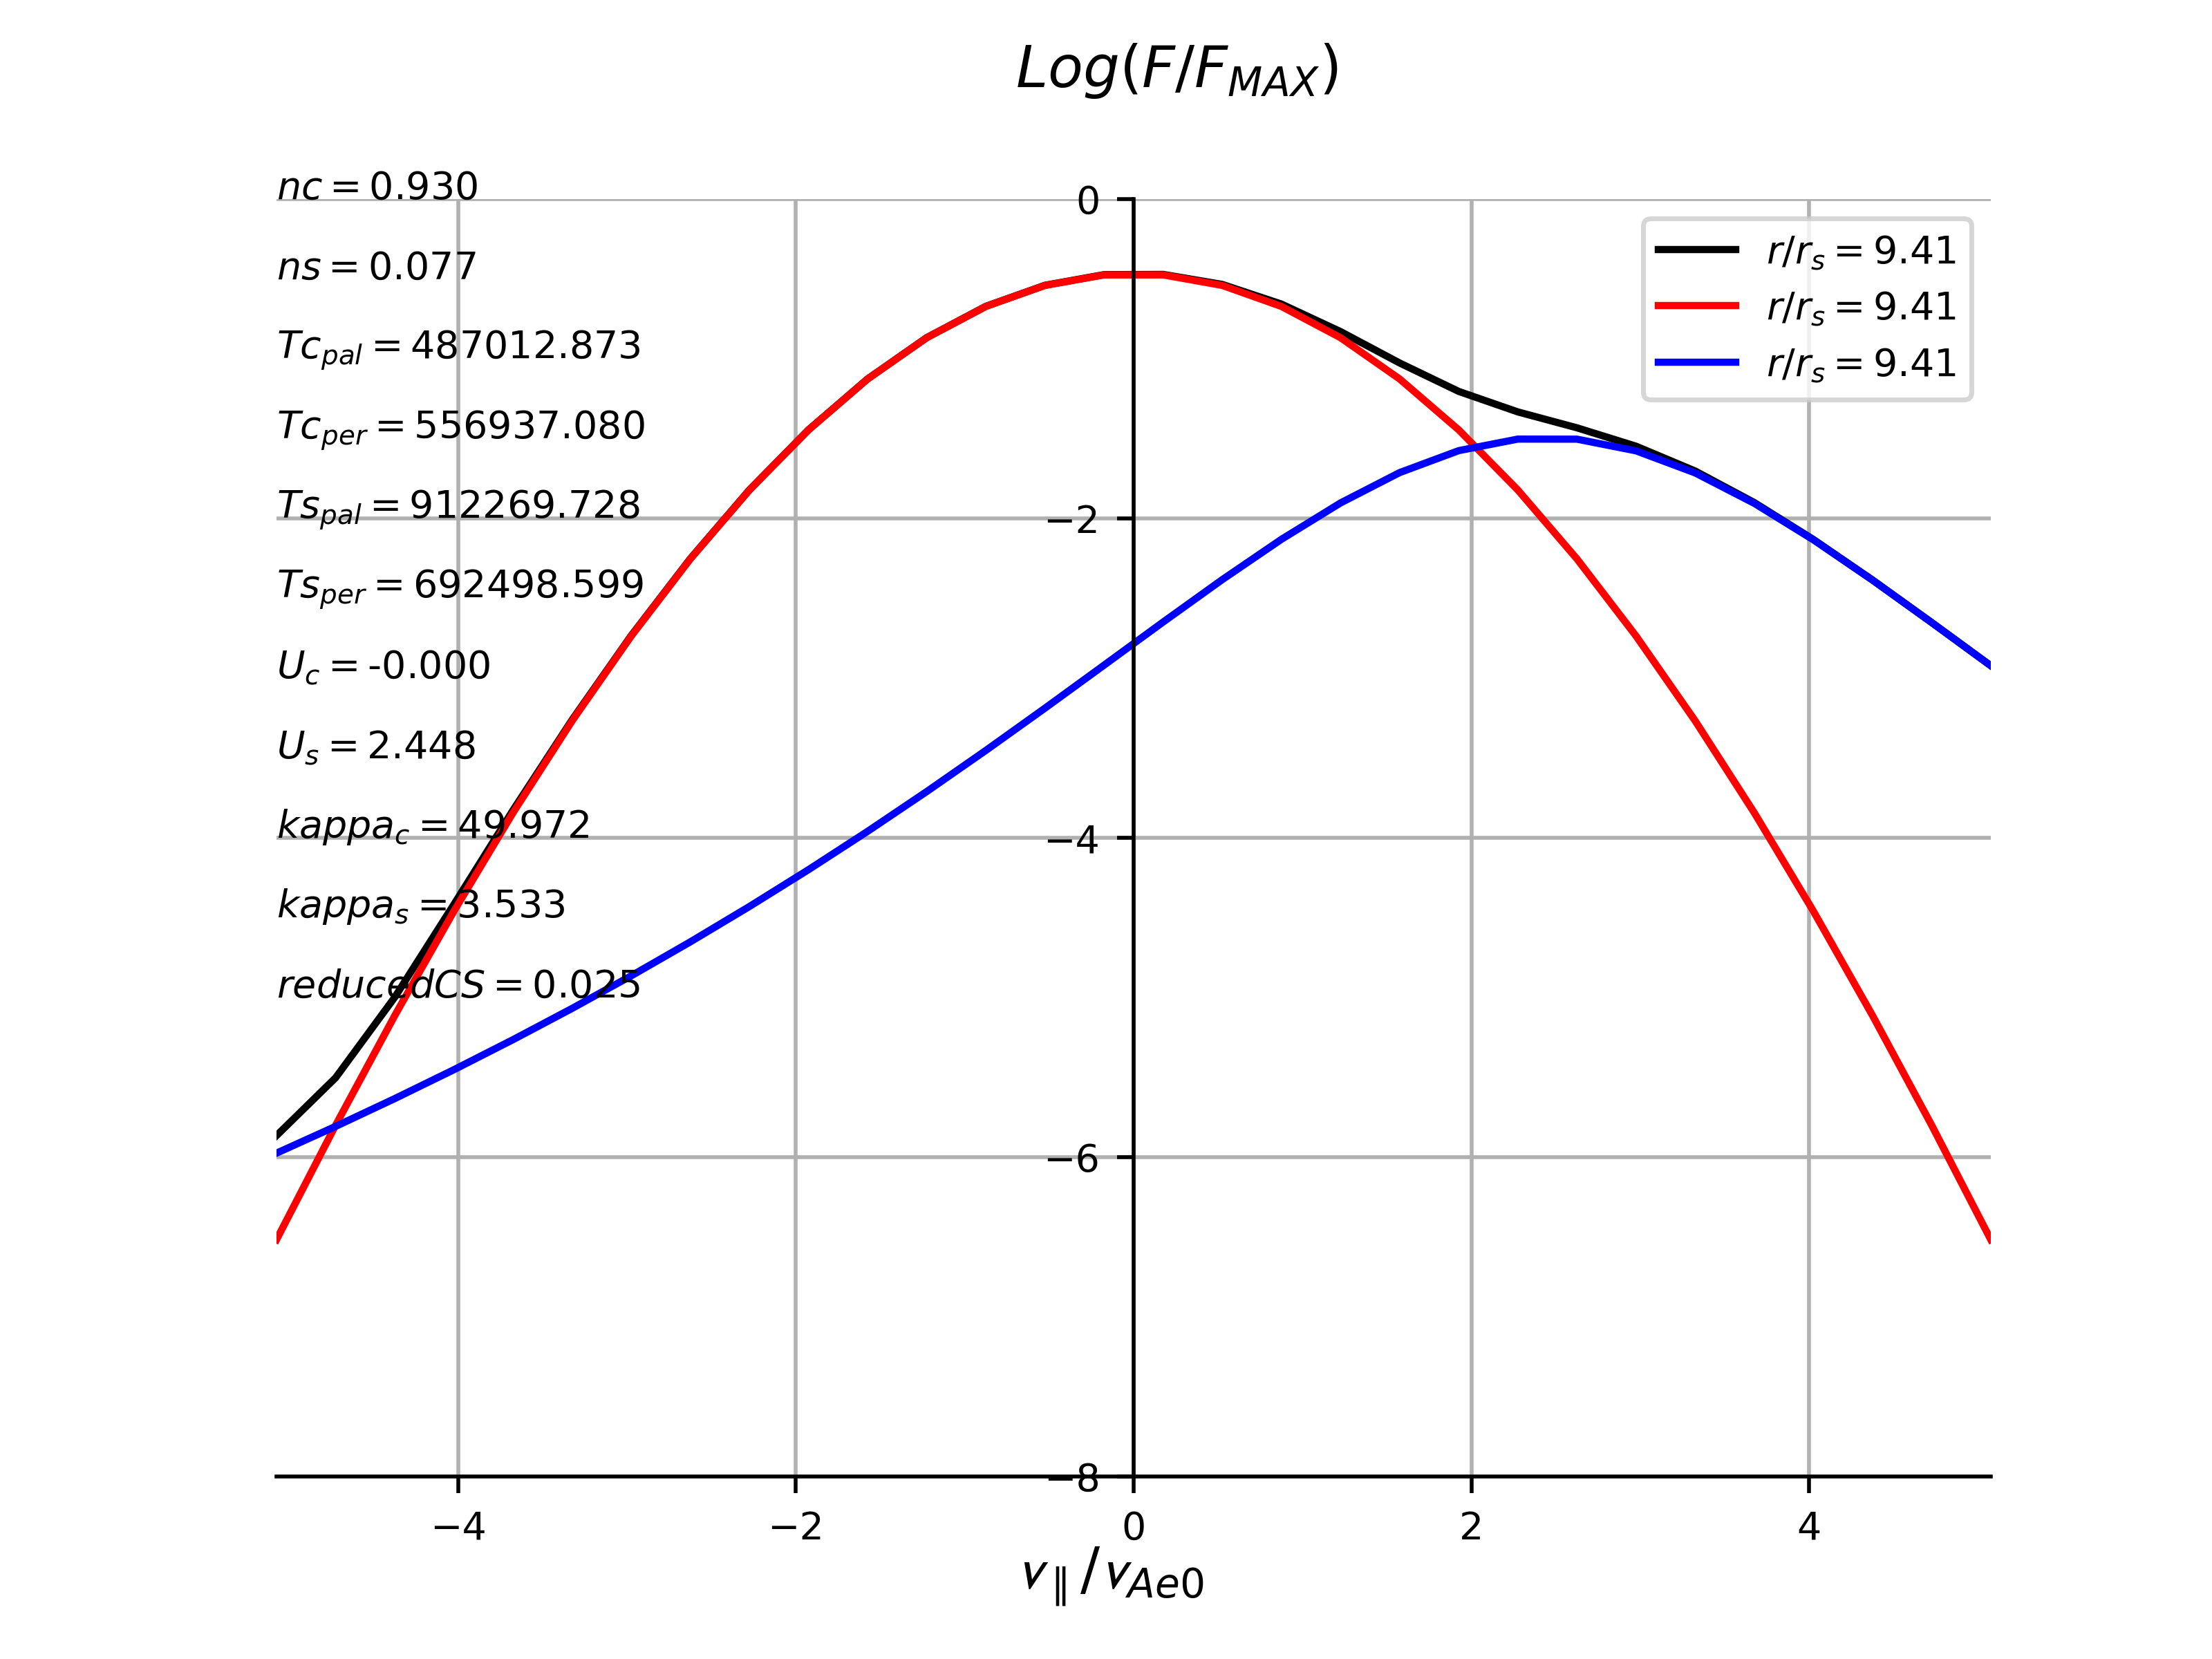 Log(F/F_MAX)
nc = 0.930
ns = 0.077
Tc_pal = 487012.873
Tc_per = 556937.080
Ts_pal = 912269.728
Ts_per = 692498.599
U_c = -0.000
U_s = 2.448
kappa_c = 49.972
kappa_s = 3.533
reducedCS = 0.025
0
−2
−4
−6
−8
r/r_s = 9.41
r/r_s = 9.41
r/r_s = 9.41
−4 −2 0 2 4
v_∥/v_Ae0